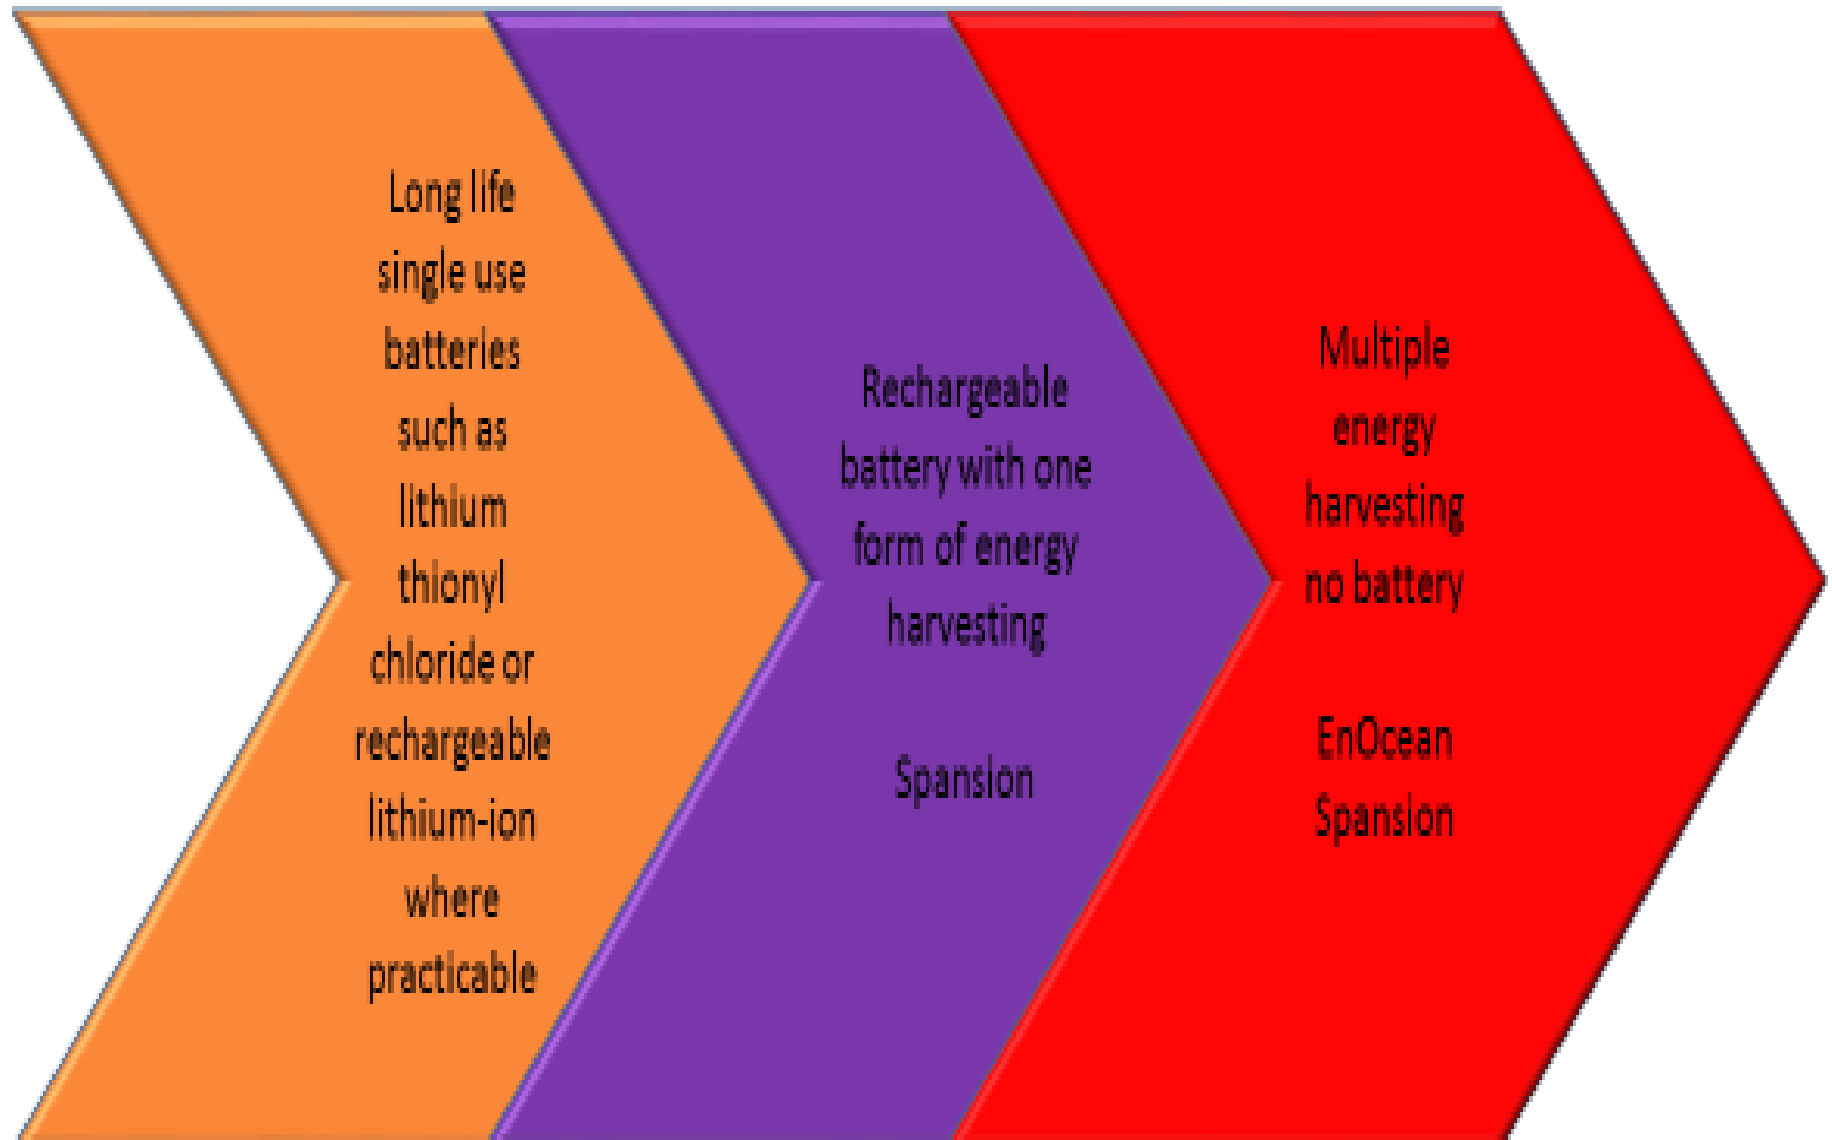 Long life
single use
batteries
such as
lithium
thionyl
chloride or
rechargeable
lithium-ion
where
practicable
Rechargeable
battery with one
form of energy
harvesting
Spansion
Multiple
energy
harvesting
no battery
EnOcean
Spansion